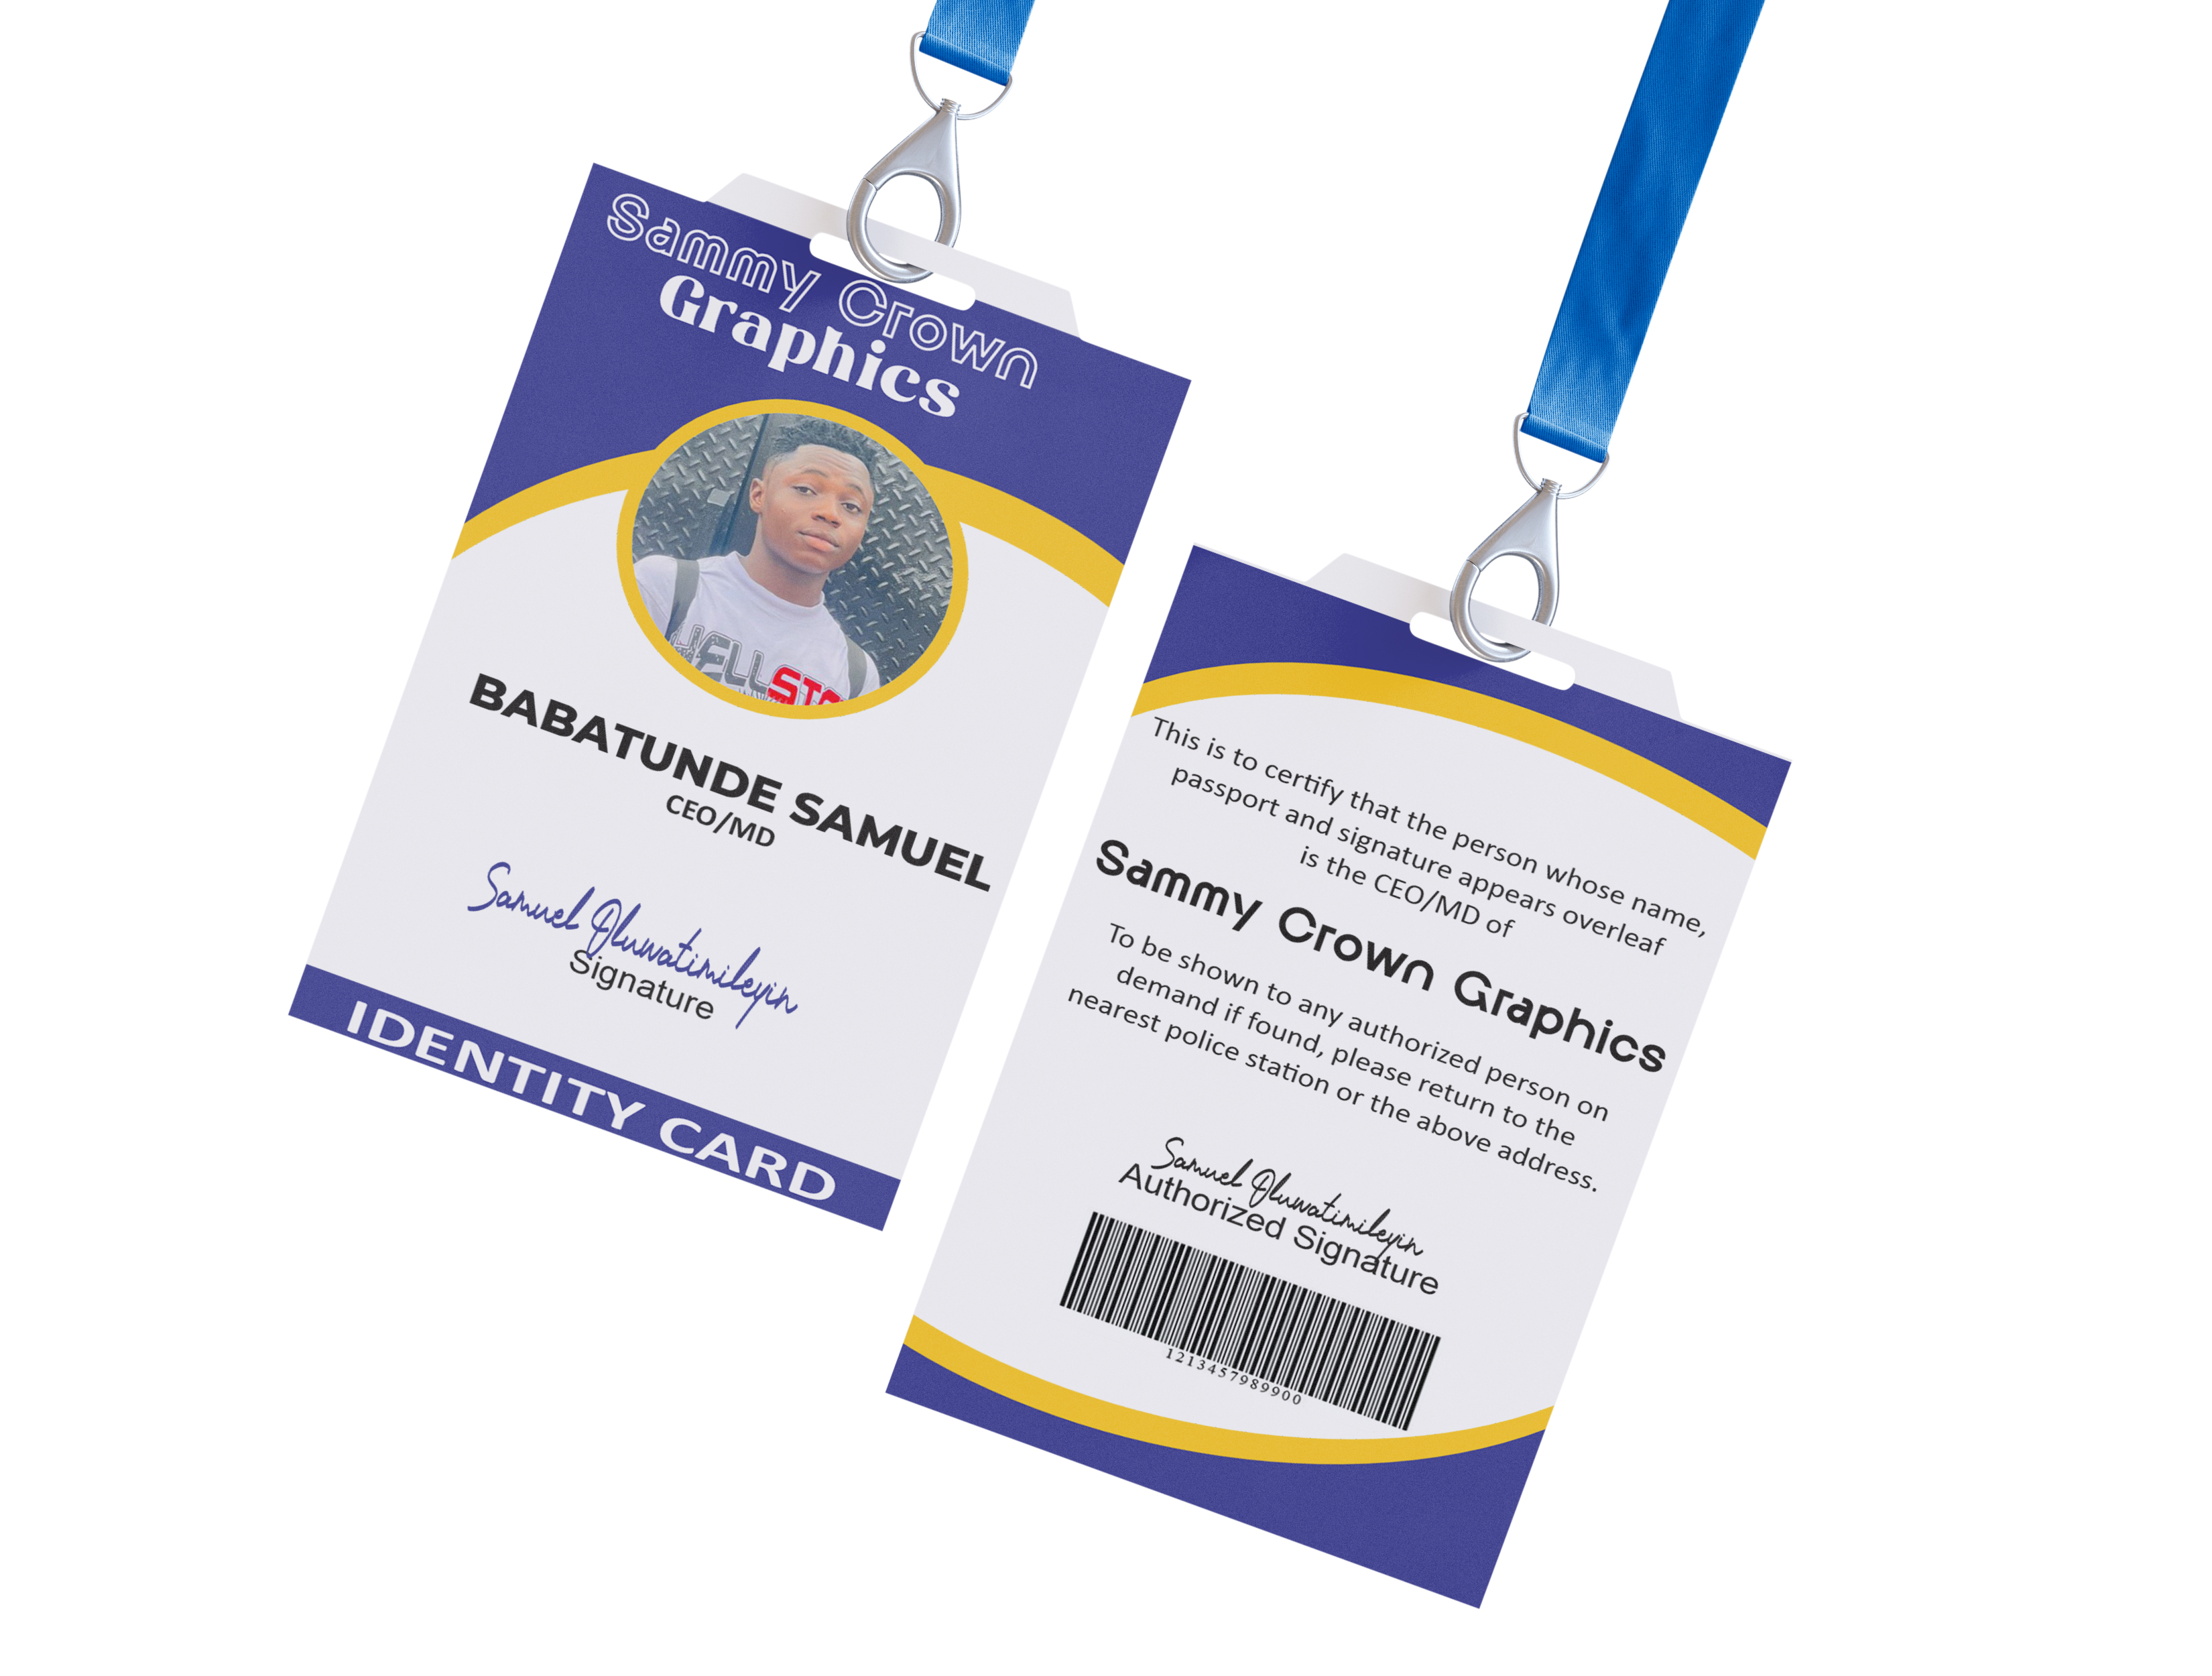 Sammy Crown
Graphics
BABATUNDE SAMUEL
CEO/MD
Samuel Oluwatimileyin
Signature
IDENTITY CARD
This is to certify that the person whose name,
passport and signature appears overleaf
is the CEO/MD of
Sammy Crown Graphics
To be shown to any authorized person on
demand if found, please return to the
nearest police station or the above address.
Samuel Oluwatimileyin
Authorized Signature
1213457989900